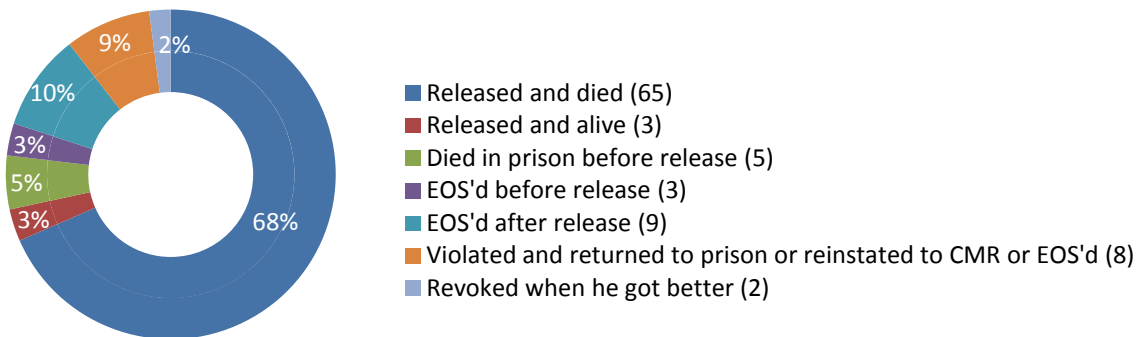 9%
2%
10%
3%
5%
3%
68%
Released and died (65)
Released and alive (3)
Died in prison before release (5)
EOS'd before release (3)
EOS'd after release (9)
Violated and returned to prison or reinstated to CMR or EOS'd (8)
Revoked when he got better (2)